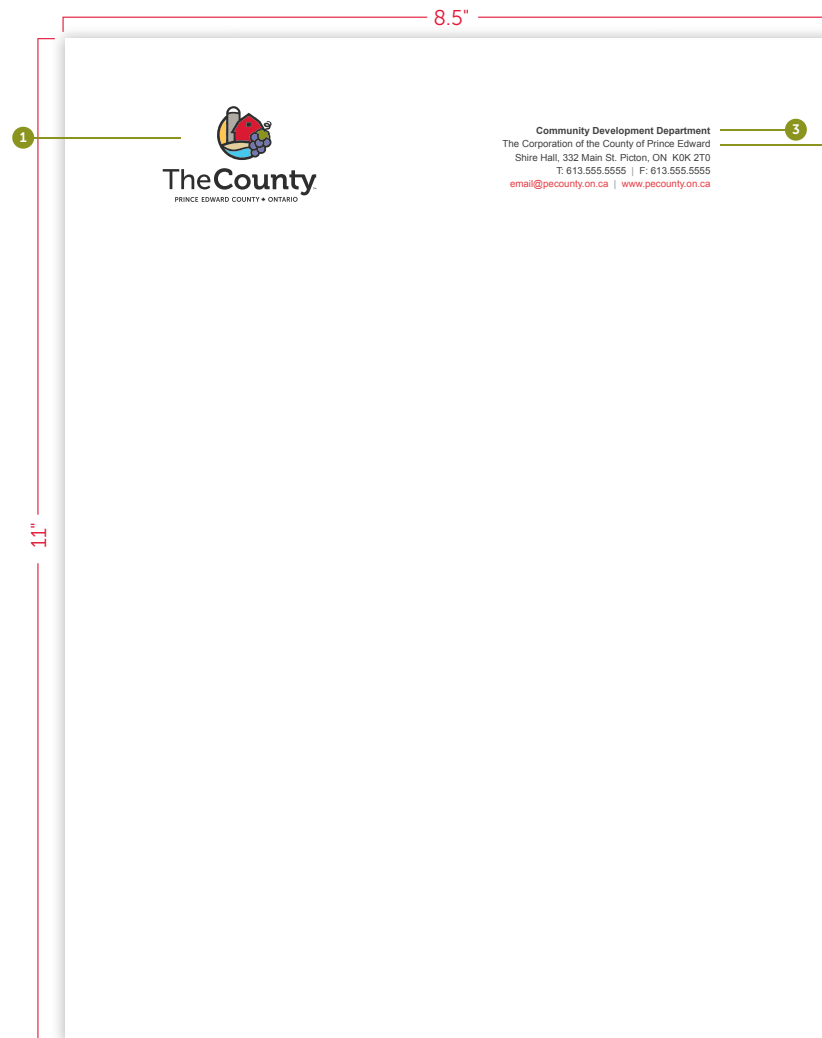 8.5"
1
Community Development Department
3
The Corporation of the County of Prince Edward
Shire Hall, 332 Main St. Picton, ON  K0K 2T0
T: 613.555.5555  |  F: 613.555.5555
email@pecounty.on.ca  |  www.pecounty.on.ca
TheCounty™
PRINCE EDWARD COUNTY ♦ ONTARIO
11"